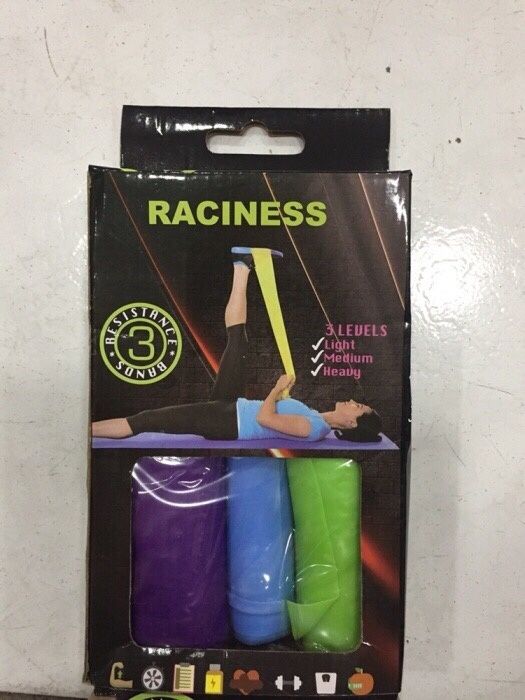 RACINESS
RESISTANCE
3
BANDS
3 LEVELS
Light
Medium
Heavy